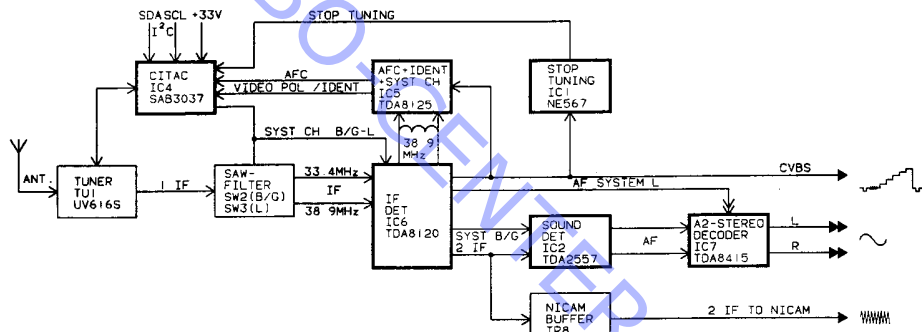 SDA SCL +33V
I²C
STOP TUNING
CITAC
IC4
SAB3037
AFC
VIDEO POL /IDENT
AFC+IDENT
+SYST CH
IC5
TDA8125
STOP
TUNING
IC1
NE567
SYST CH B/G-L
38 9
MHz
ANT.
TUNER
TU1
UV616S
1 IF
SAW-
FILTER
SW2(B/G)
SW3(L)
33.4MHz
IF
38 9MHz
IF
DET
IC6
TDA8120
CVBS
AF SYSTEM L
SYST B/G
2 IF
SOUND
DET
IC2
TDA2557
AF
A2-STEREO
DECODER
IC7
TDA8415
L
R
NICAM
BUFFER
TR8
2 IF TO NICAM
SO-CENTER